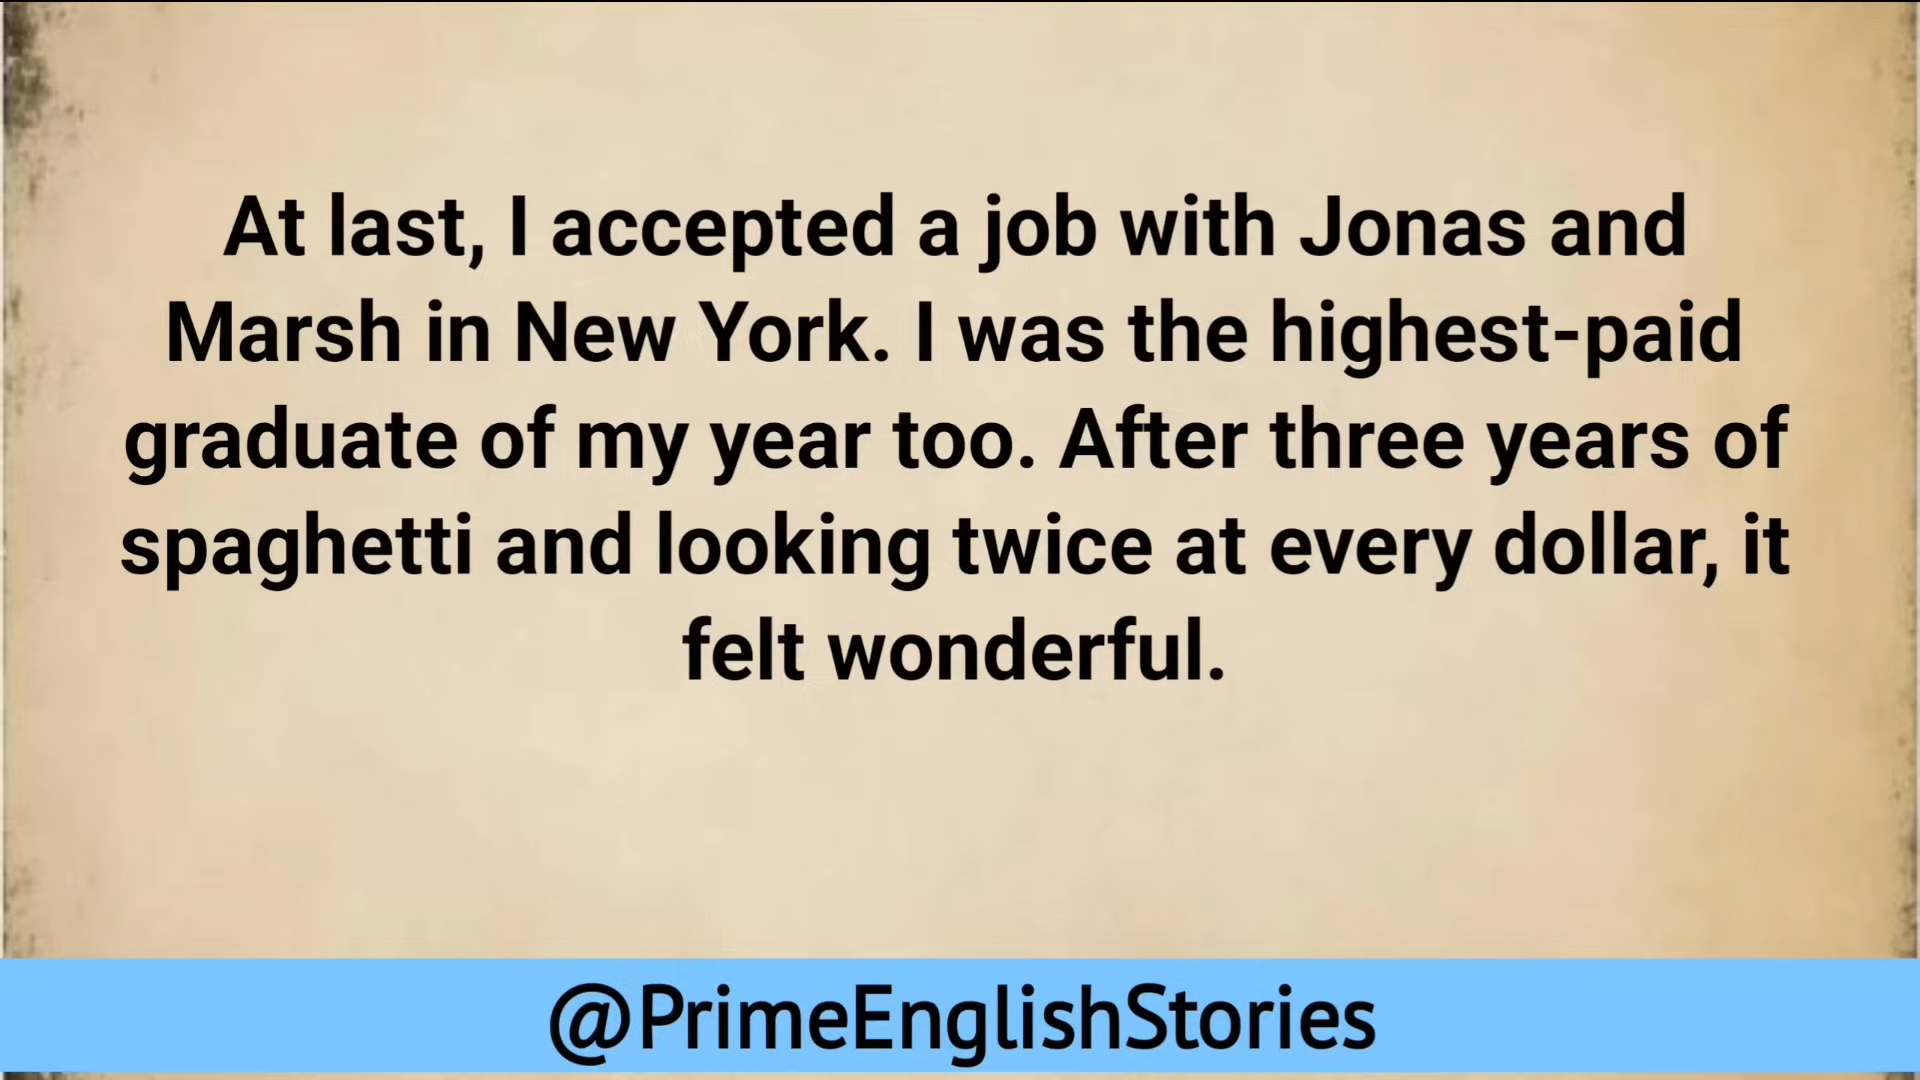 At last, I accepted a job with Jonas and
Marsh in New York. I was the highest-paid
graduate of my year too. After three years of
spaghetti and looking twice at every dollar, it
felt wonderful.
@PrimeEnglishStories